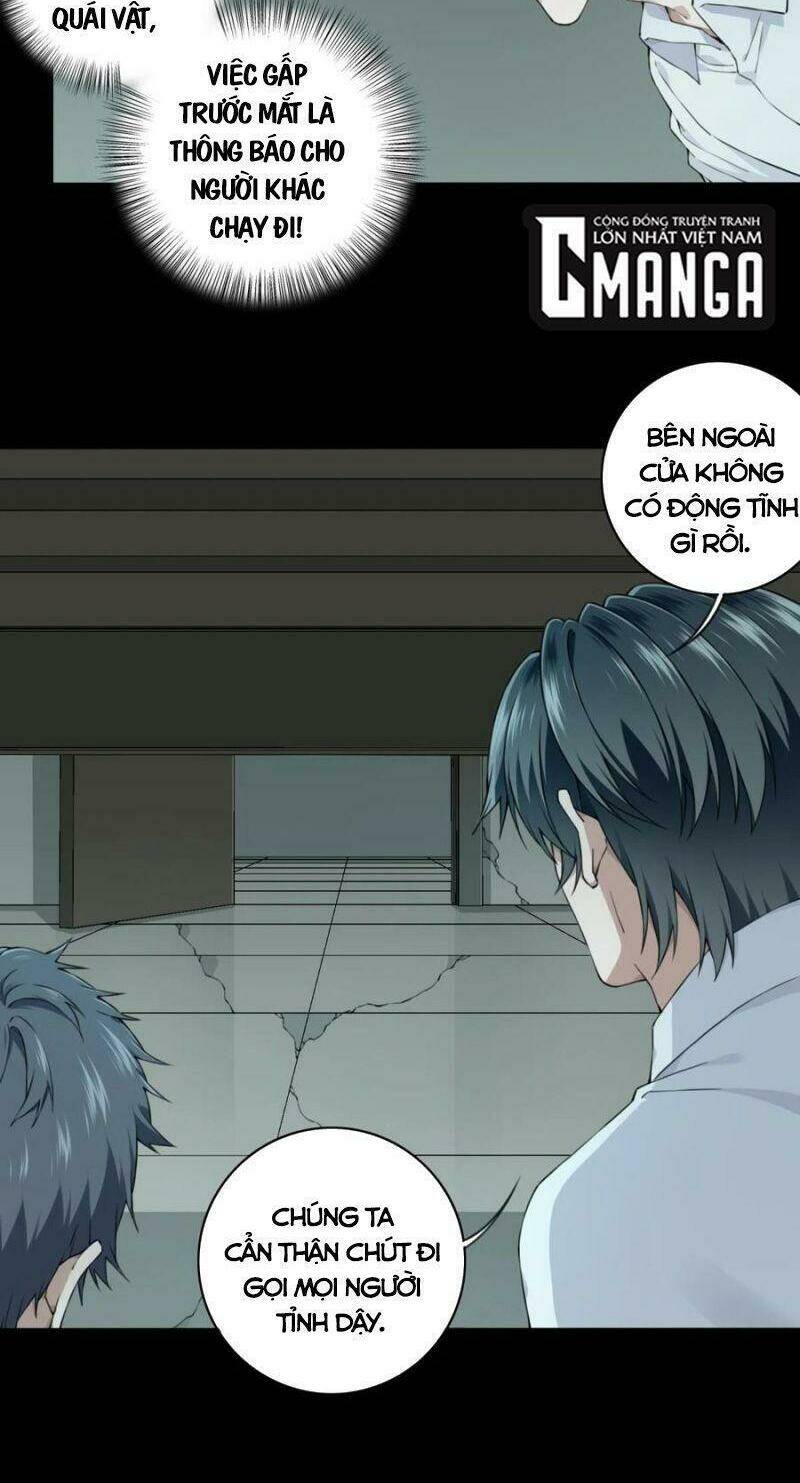 QUÁI VẬT,
VIỆC GẤP
TRƯỚC MẮT LÀ
THÔNG BÁO CHO
NGƯỜI KHÁC
CHẠY ĐI!
CỘNG ĐỒNG TRUYỆN TRANH
LỚN NHẤT VIỆT NAM
CMANGA
BÊN NGOÀI
CỬA KHÔNG
CÓ ĐỘNG TĨNH
GÌ RỒI.
CHÚNG TA
CẨN THẬN CHÚT ĐI
GỌI MỌI NGƯỜI
TỈNH DẬY.